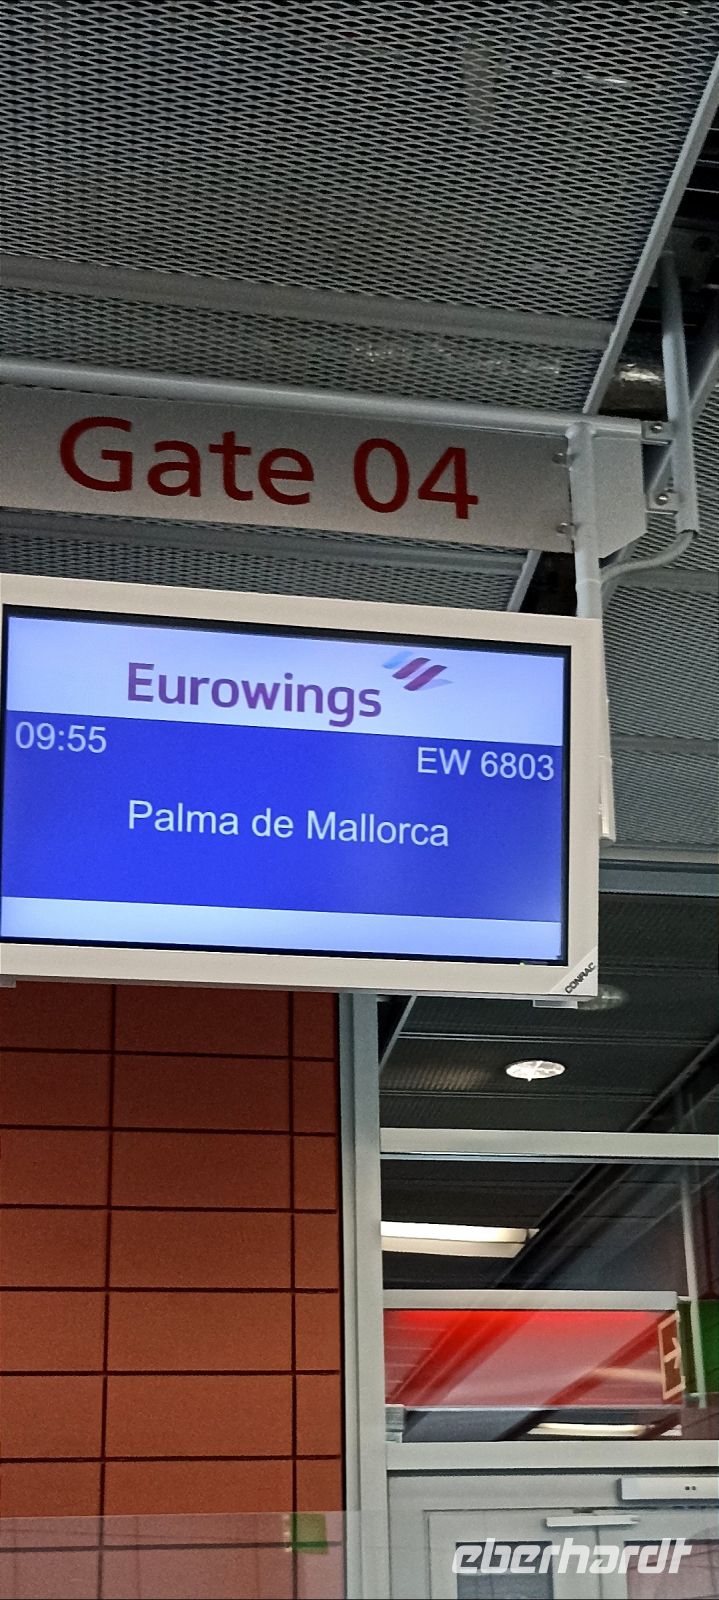 Gate 04
Eurowings
09:55 EW 6803
Palma de Mallorca
CONRAC
eberhardt